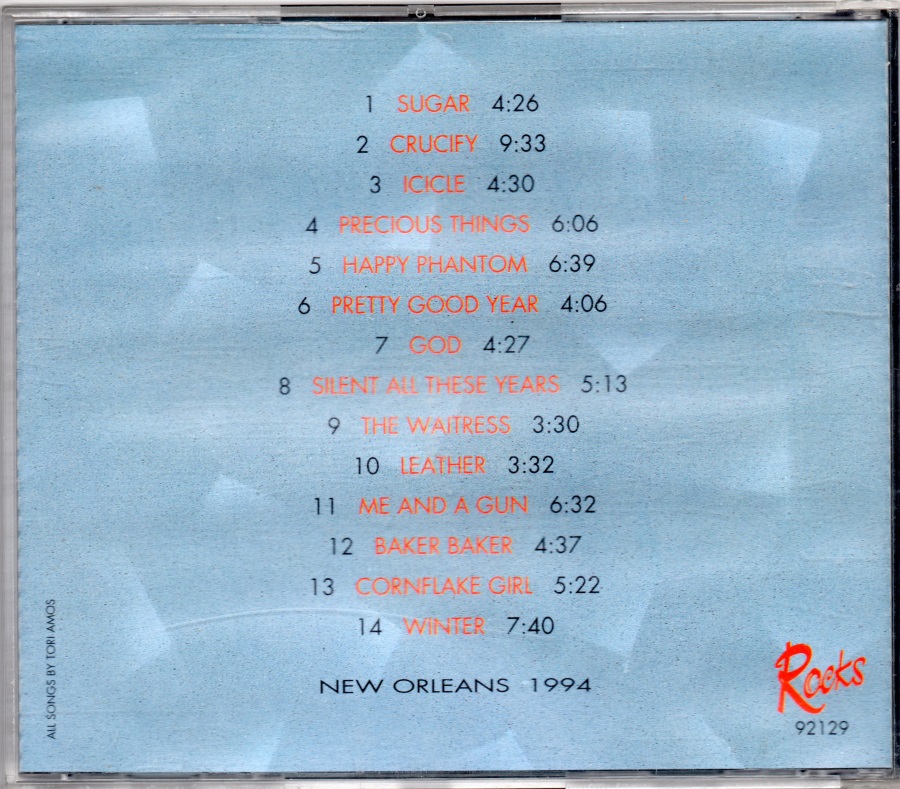 1 SUGAR 4:26
2 CRUCIFY 9:33
3 ICICLE 4:30
4 PRECIOUS THINGS 6:06
5 HAPPY PHANTOM 6:39
6 PRETTY GOOD YEAR 4:06
7 GOD 4:27
8 SILENT ALL THESE YEARS 5:13
9 THE WAITRESS 3:30
10 LEATHER 3:32
11 ME AND A GUN 6:32
12 BAKER BAKER 4:37
13 CORNFLAKE GIRL 5:22
14 WINTER 7:40
NEW ORLEANS 1994
ALL SONGS BY TORI AMOS
Rocks
92129